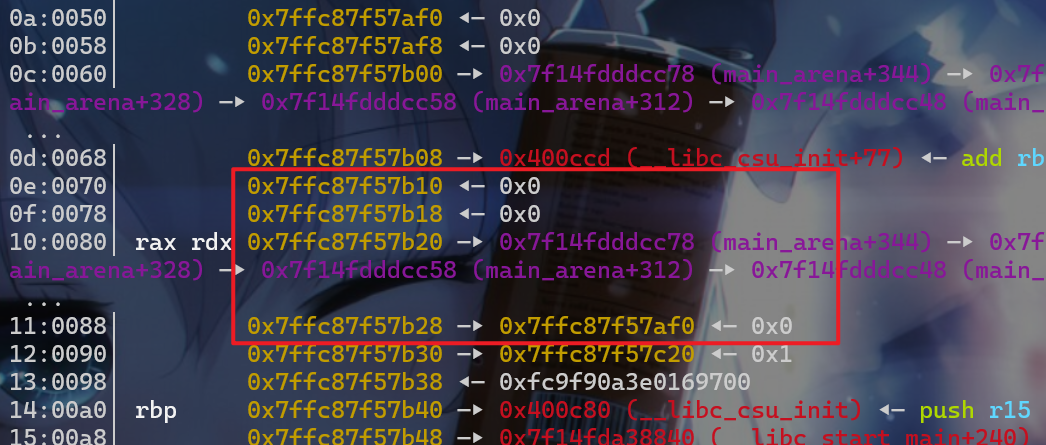 0a:0050│ 0x7ffc87f57af0 ◂— 0x0
0b:0058│ 0x7ffc87f57af8 ◂— 0x0
0c:0060│ 0x7ffc87f57b00 —▸ 0x7f14fdddcc78 (main_arena+344) —▸ 0x7f
ain_arena+328) —▸ 0x7f14fdddcc58 (main_arena+312) —▸ 0x7f14fdddcc48 (main_
...
0d:0068│ 0x7ffc87f57b08 —▸ 0x400ccd (__libc_csu_init+77) ◂— add rb
0e:0070│ 0x7ffc87f57b10 ◂— 0x0
0f:0078│ 0x7ffc87f57b18 ◂— 0x0
10:0080│ rax rdx 0x7ffc87f57b20 —▸ 0x7f14fdddcc78 (main_arena+344) —▸ 0x7f
ain_arena+328) —▸ 0x7f14fdddcc58 (main_arena+312) —▸ 0x7f14fdddcc48 (main_
...
11:0088│ 0x7ffc87f57b28 —▸ 0x7ffc87f57af0 ◂— 0x0
12:0090│ 0x7ffc87f57b30 —▸ 0x7ffc87f57c20 ◂— 0x1
13:0098│ 0x7ffc87f57b38 ◂— 0xfc9f90a3e0169700
14:00a0│ rbp 0x7ffc87f57b40 —▸ 0x400c80 (__libc_csu_init) ◂— push r15
15:00a8│ 0x7ffc87f57b48 —▸ 0x7f14fda38840 (__libc_start_main+240)